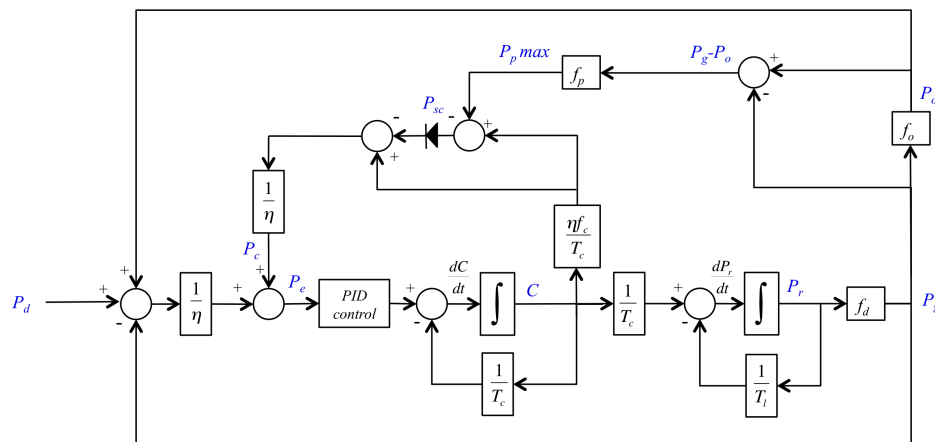 P_p max
P_g-P_o
+
f_p
-
P_o
P_sc
-
-
+
f_o
+
1/η
ηf_c/T_c
P_c
+
+
P_e
dC/dt
dP_r/dt
P_d
+
-
1/η
+
PID control
+
-
∫
C
1/T_c
+
-
∫
P_r
f_d
1/T_c
1/T_l